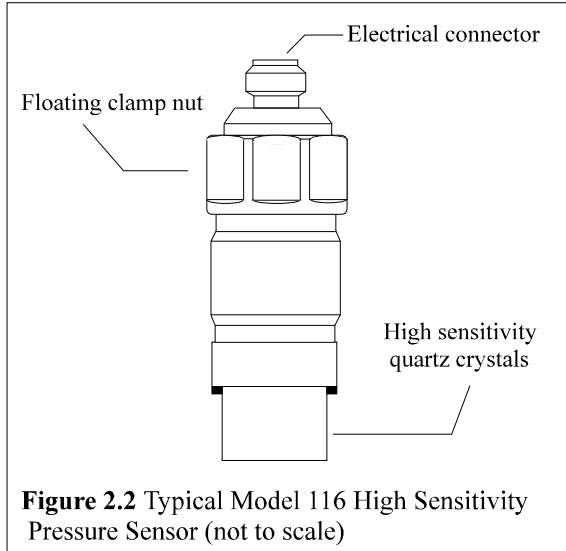 Electrical connector
Floating clamp nut
High sensitivity
quartz crystals
Figure 2.2 Typical Model 116 High Sensitivity
Pressure Sensor (not to scale)